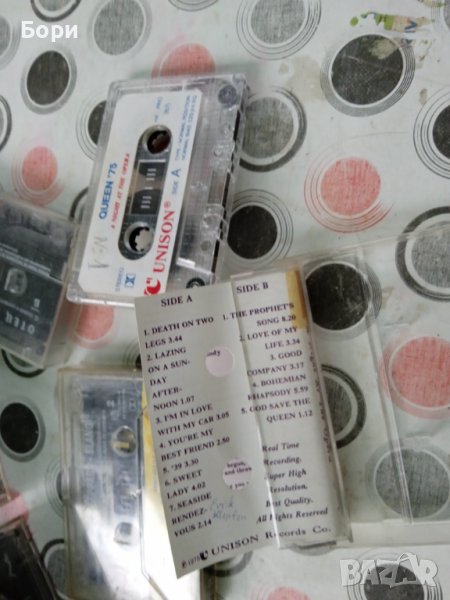 Бори
QUEEN '75
A NIGHT AT THE OPERA
STEREO
SIDE A
UNISON®
SIDE A
1. DEATH ON TWO
LEGS 3.44
2. LAZING
ON A SUN-
DAY
AFTER-
NOON 1.07
3. I'M IN LOVE
WITH MY CAR 3.05
4. YOU'RE MY
BEST FRIEND 2.50
5. '39 3.30
6. SWEET
LADY 4.02
7. SEASIDE
RENDEZ-
VOUS 2.14
SIDE B
1. THE PROPHET'S
SONG 8.20
2. LOVE OF MY
LIFE 3.34
3. GOOD
COMPANY 3.17
4. BOHEMIAN
RHAPSODY 5.59
5. GOD SAVE THE
QUEEN 1.12
Real Time
Recording.
Super High
Resolution.
Best Quality.
All Rights Reserved
UNISON Records Co.
bazar